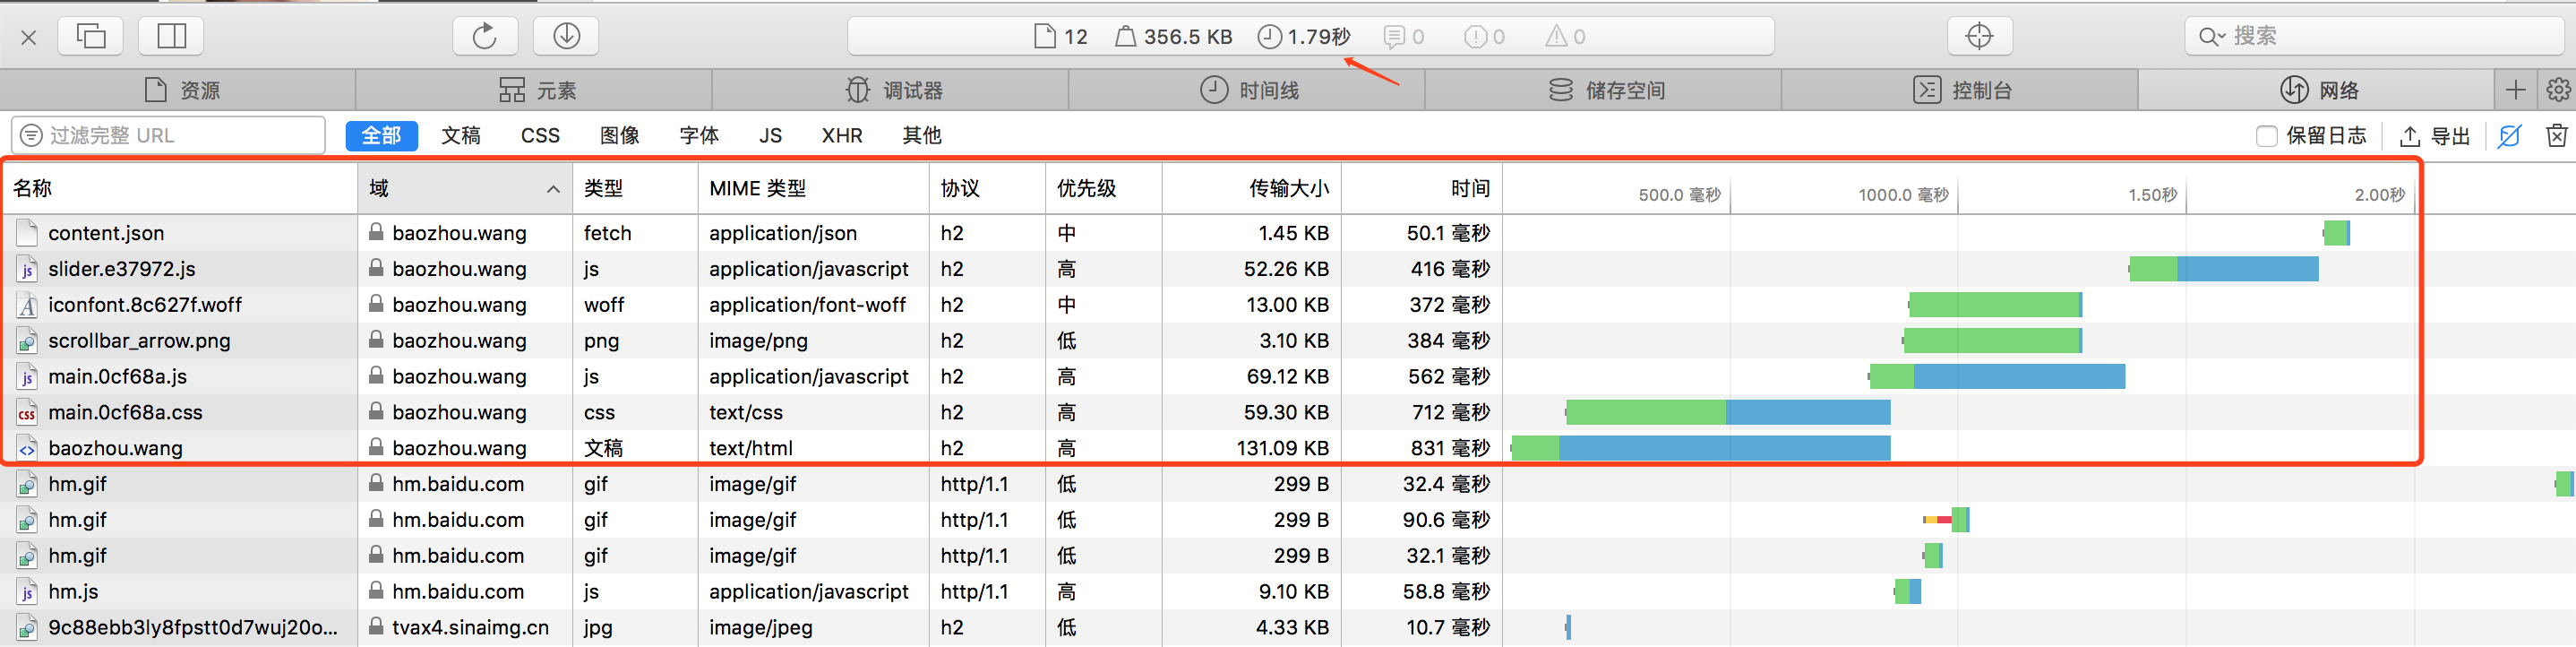 12 356.5 KB 1.79秒 0 0 0 搜索
资源 元素 调试器 时间线 储存空间 控制台 网络
过滤完整 URL 全部 文稿 CSS 图像 字体 JS XHR 其他 保留日志 导出
名称 域 类型 MIME 类型 协议 优先级 传输大小 时间 500.0 毫秒 1000.0 毫秒 1.50秒 2.00秒
content.json baozhou.wang fetch application/json h2 中 1.45 KB 50.1 毫秒
js slider.e37972.js baozhou.wang js application/javascript h2 高 52.26 KB 416 毫秒
A iconfont.8c627f.woff baozhou.wang woff application/font-woff h2 中 13.00 KB 372 毫秒
scrollbar_arrow.png baozhou.wang png image/png h2 低 3.10 KB 384 毫秒
js main.0cf68a.js baozhou.wang js application/javascript h2 高 69.12 KB 562 毫秒
css main.0cf68a.css baozhou.wang css text/css h2 高 59.30 KB 712 毫秒
<> baozhou.wang baozhou.wang 文稿 text/html h2 高 131.09 KB 831 毫秒
hm.gif hm.baidu.com gif image/gif http/1.1 低 299 B 32.4 毫秒
hm.gif hm.baidu.com gif image/gif http/1.1 低 299 B 90.6 毫秒
hm.gif hm.baidu.com gif image/gif http/1.1 低 299 B 32.1 毫秒
js hm.js hm.baidu.com js application/javascript http/1.1 高 9.10 KB 58.8 毫秒
9c88ebb3ly8fpstt0d7wuj20o... tvax4.sinaimg.cn jpg image/jpeg h2 低 4.33 KB 10.7 毫秒